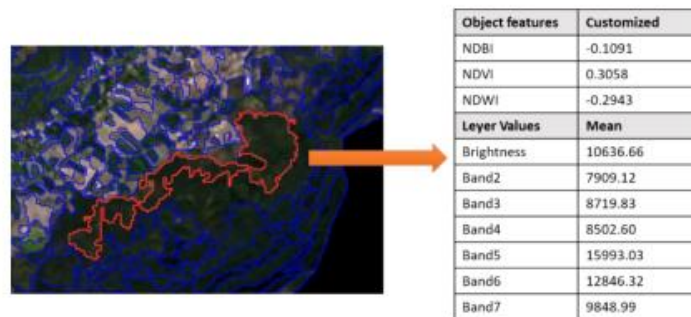 Object features Customized
NDBI -0.1091
NDVI 0.3058
NDWI -0.2943
Leyer Values Mean
Brightness 10636.66
Band2 7909.12
Band3 8719.83
Band4 8502.60
Band5 15993.03
Band6 12846.32
Band7 9848.99